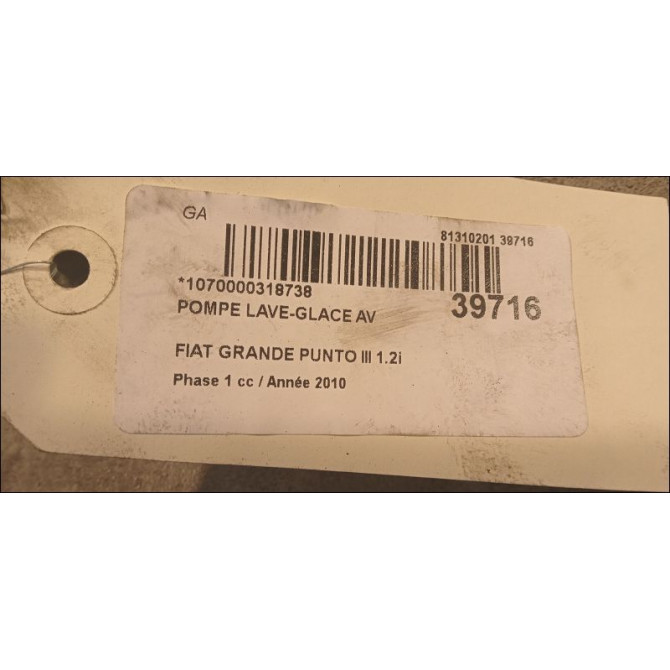 GA
81310201 39716
*1070000318738
39716
POMPE LAVE-GLACE AV
FIAT GRANDE PUNTO III 1.2i
Phase 1 cc / Année 2010